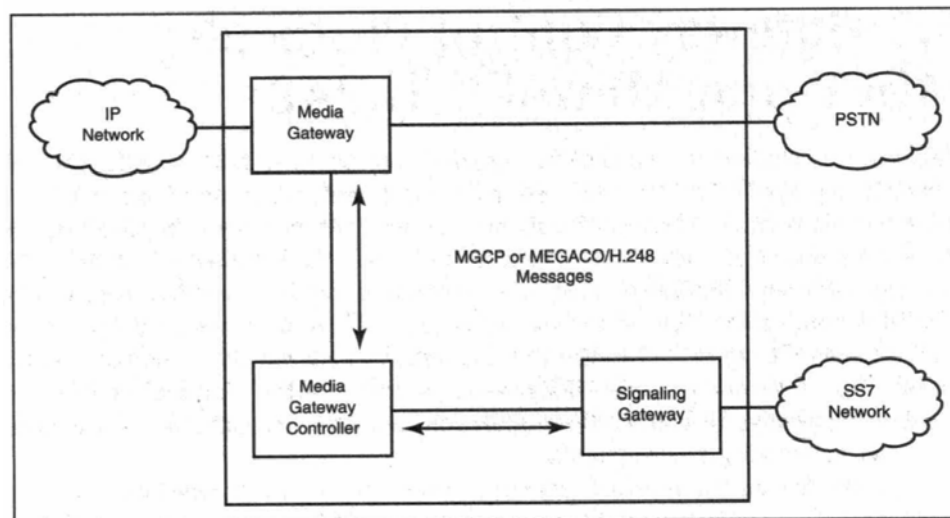 IP
Network
Media
Gateway
PSTN
MGCP or MEGACO/H.248
Messages
Media
Gateway
Controller
Signaling
Gateway
SS7
Network